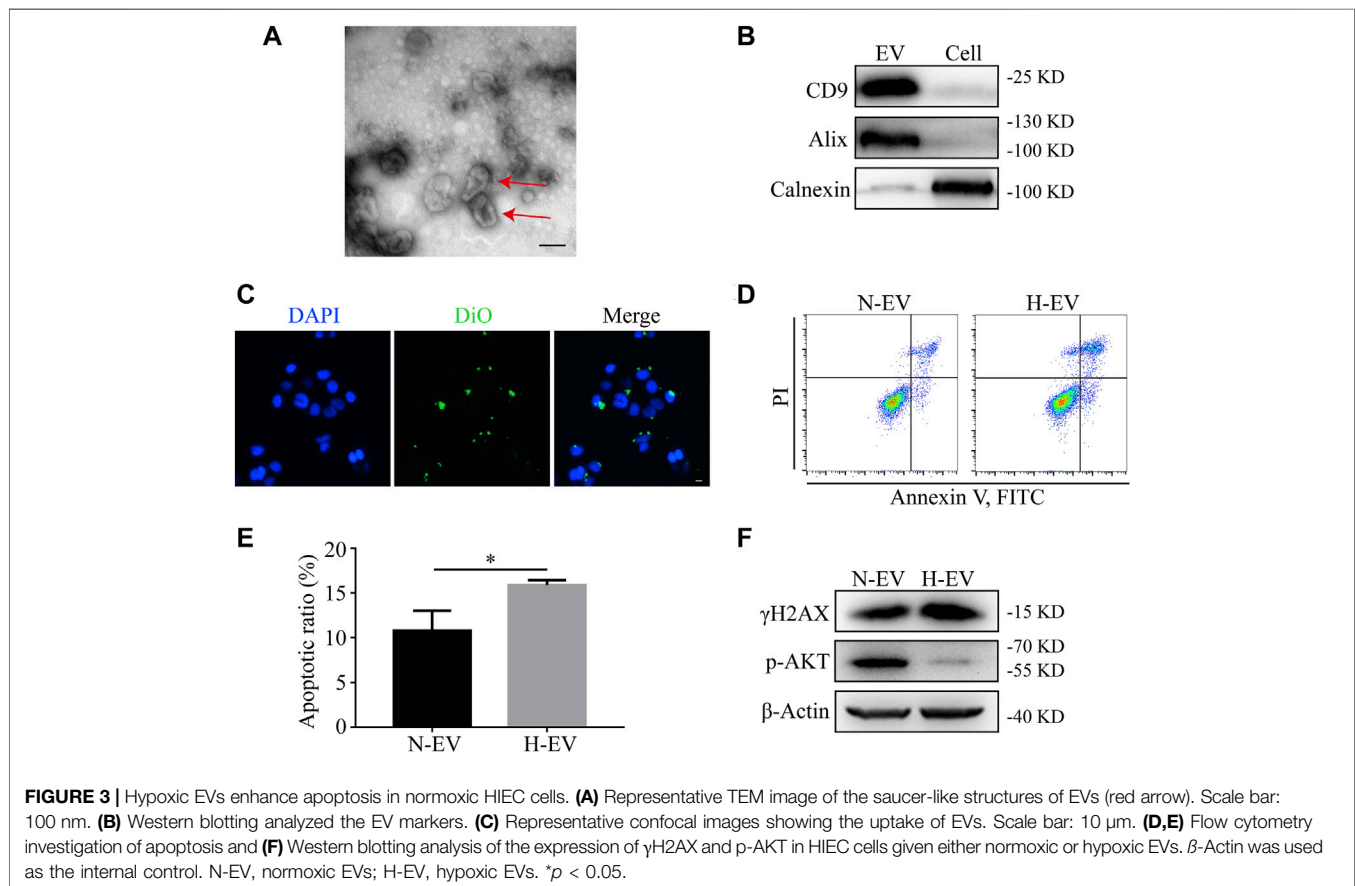 A
B
EV Cell
CD9
-25 KD
Alix
-130 KD
-100 KD
Calnexin
-100 KD
C
DAPI
DiO
Merge
D
N-EV
H-EV
PI
Annexin V, FITC
E
Apoptotic ratio (%)
20
15
10
5
0
*
N-EV
H-EV
F
N-EV H-EV
γH2AX
-15 KD
p-AKT
-70 KD
-55 KD
β-Actin
-40 KD
FIGURE 3 | Hypoxic EVs enhance apoptosis in normoxic HIEC cells. (A) Representative TEM image of the saucer-like structures of EVs (red arrow). Scale bar:
100 nm. (B) Western blotting analyzed the EV markers. (C) Representative confocal images showing the uptake of EVs. Scale bar: 10 μm. (D,E) Flow cytometry
investigation of apoptosis and (F) Western blotting analysis of the expression of γH2AX and p-AKT in HIEC cells given either normoxic or hypoxic EVs. ß-Actin was used
as the internal control. N-EV, normoxic EVs; H-EV, hypoxic EVs. *p < 0.05.